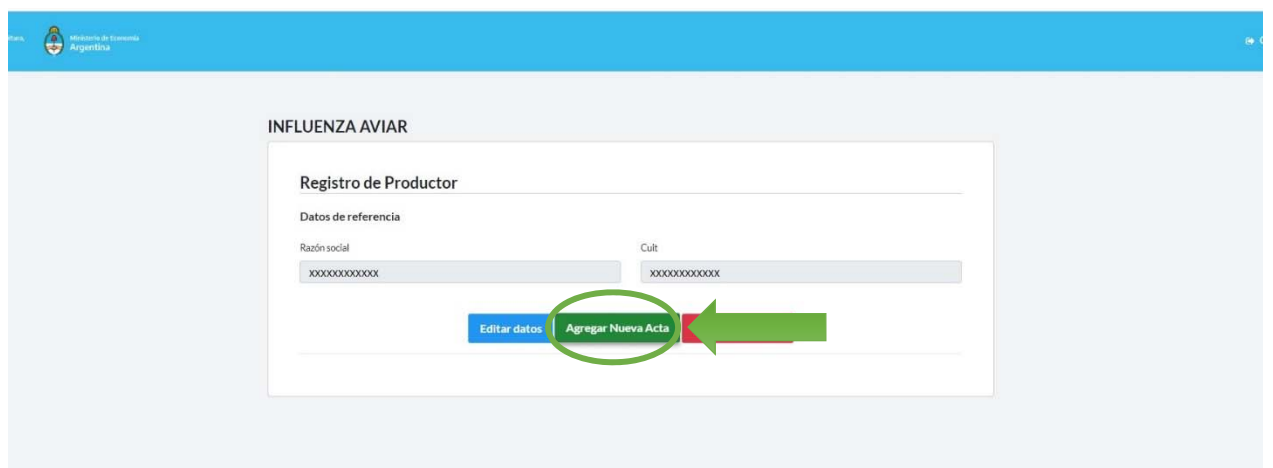 Ministerio de Economía
Argentina
INFLUENZA AVIAR
Registro de Productor
Datos de referencia
Razón social
Cuit
xxxxxxxxxxxx
xxxxxxxxxxxx
Editar datos
Agregar Nueva Acta